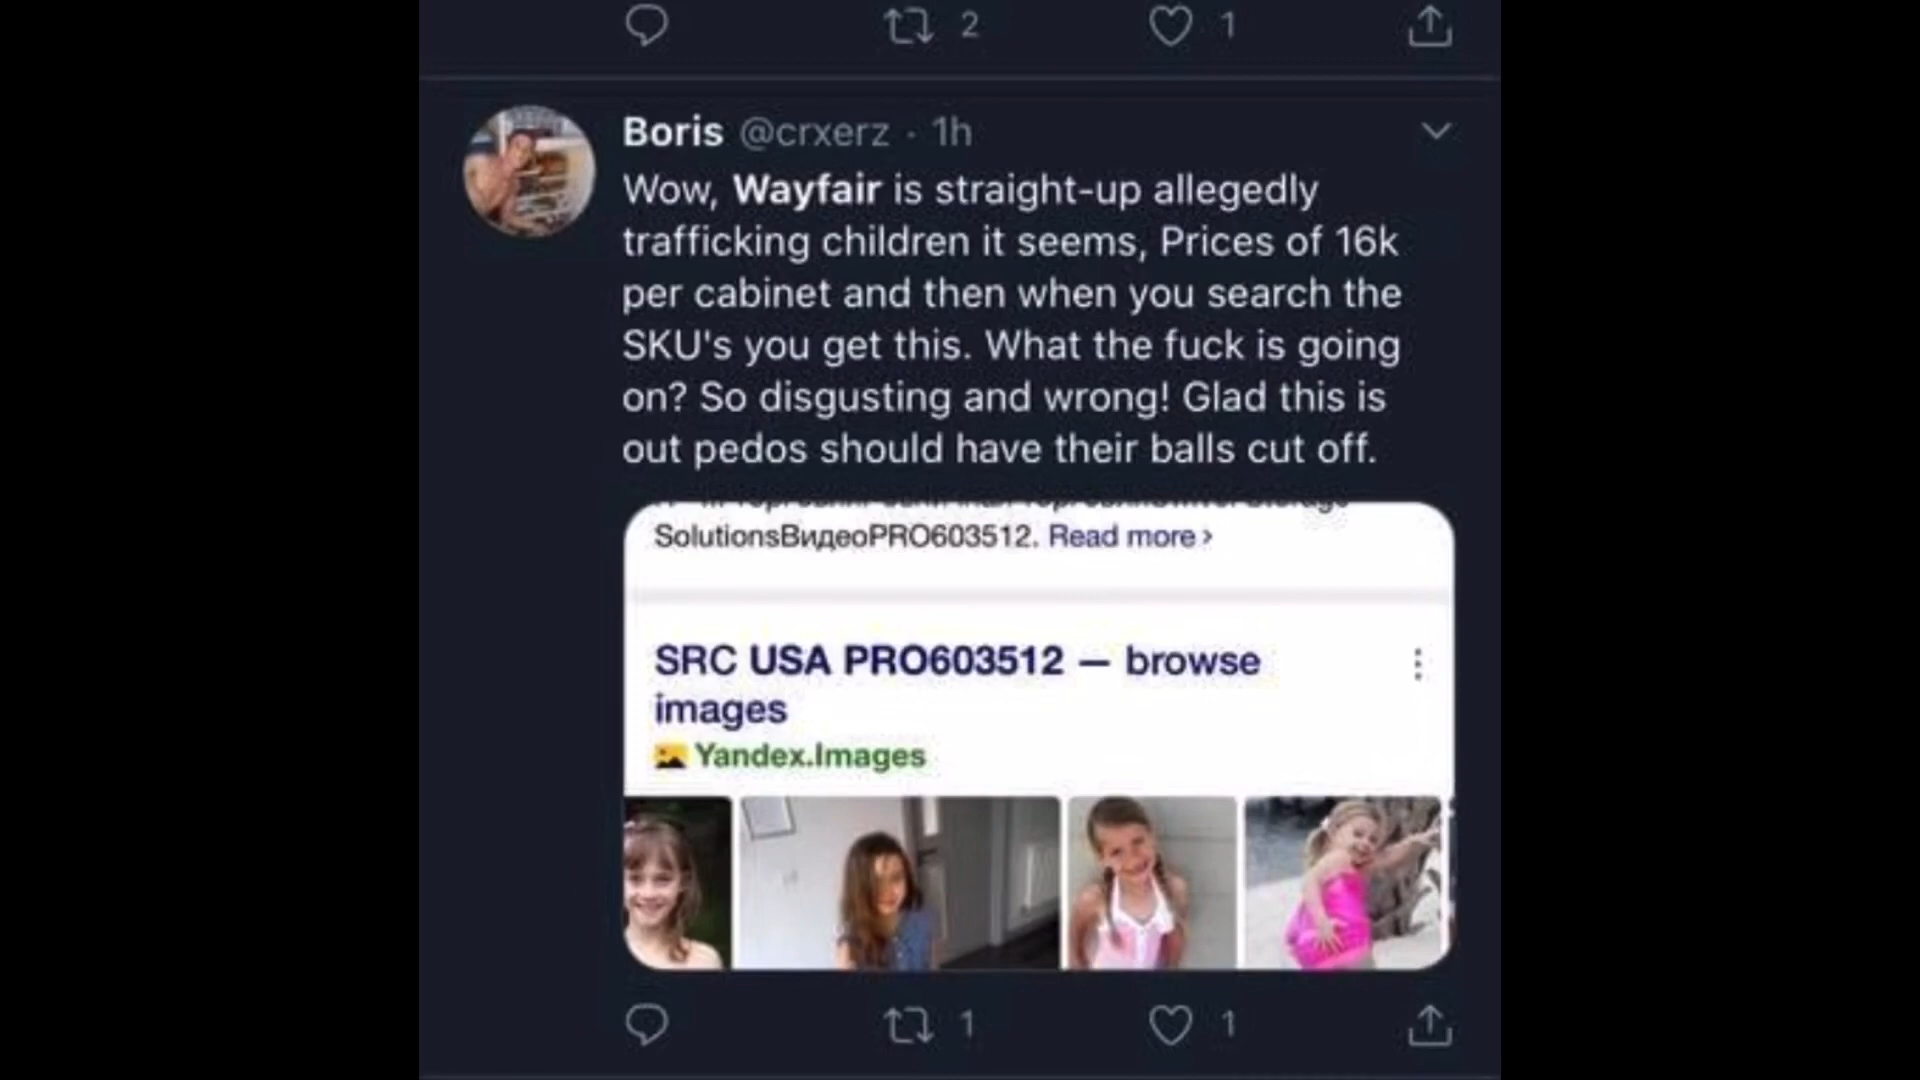 2 1
Boris @crxerz · 1h
Wow, Wayfair is straight-up allegedly
trafficking children it seems, Prices of 16k
per cabinet and then when you search the
SKU's you get this. What the fuck is going
on? So disgusting and wrong! Glad this is
out pedos should have their balls cut off.
SolutionsВидеоPRO603512. Read more ›
SRC USA PRO603512 — browse
images
Yandex.Images
1 1